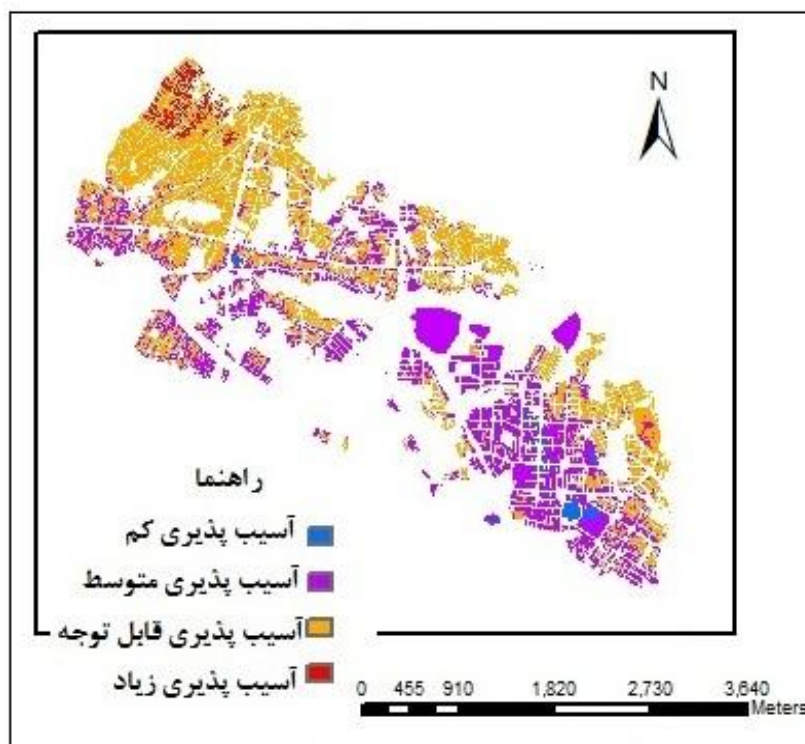 N
راهنما
آسیب پذیری کم
آسیب پذیری متوسط
آسیب پذیری قابل توجه
آسیب پذیری زیاد
0 455 910 1,820 2,730 3,640
Meters